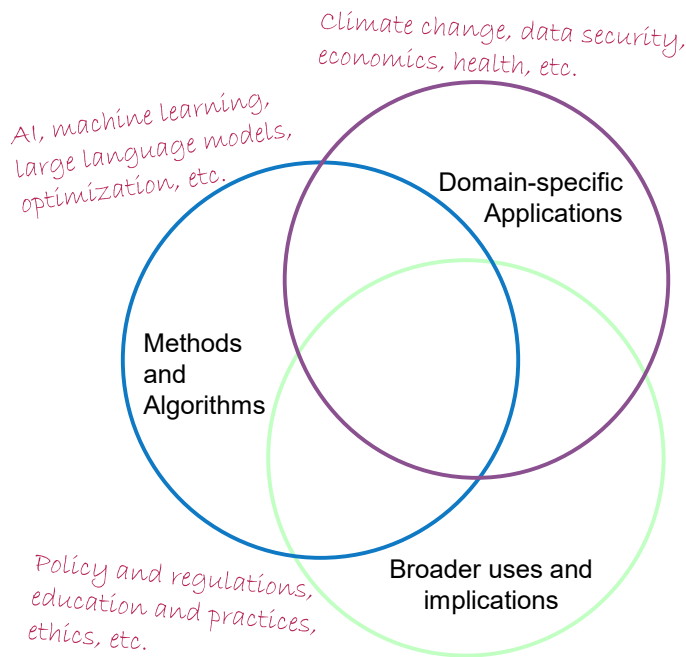 Climate change, data security,
economics, health, etc.
AI, machine learning,
large language models,
optimization, etc.
Domain-specific
Applications
Methods
and
Algorithms
Broader uses and
implications
Policy and regulations,
education and practices,
ethics, etc.